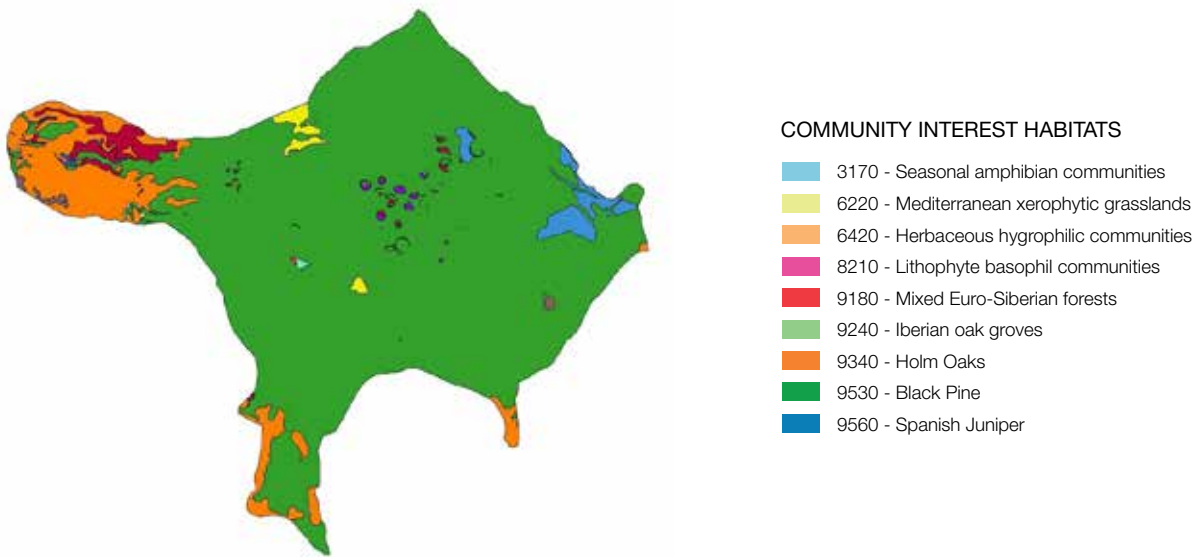 COMMUNITY INTEREST HABITATS
3170 - Seasonal amphibian communities
6220 - Mediterranean xerophytic grasslands
6420 - Herbaceous hygrophilic communities
8210 - Lithophyte basophil communities
9180 - Mixed Euro-Siberian forests
9240 - Iberian oak groves
9340 - Holm Oaks
9530 - Black Pine
9560 - Spanish Juniper